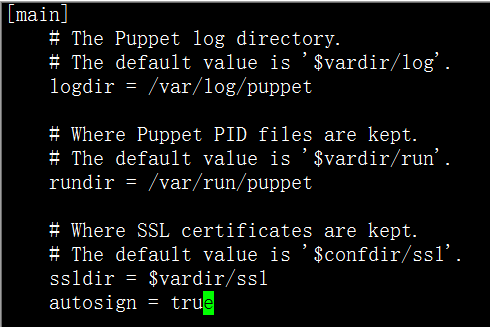 [main]
# The Puppet log directory.
# The default value is '$vardir/log'.
logdir = /var/log/puppet
# Where Puppet PID files are kept.
# The default value is '$vardir/run'.
rundir = /var/run/puppet
# Where SSL certificates are kept.
# The default value is '$confdir/ssl'.
ssldir = $vardir/ssl
autosign = true